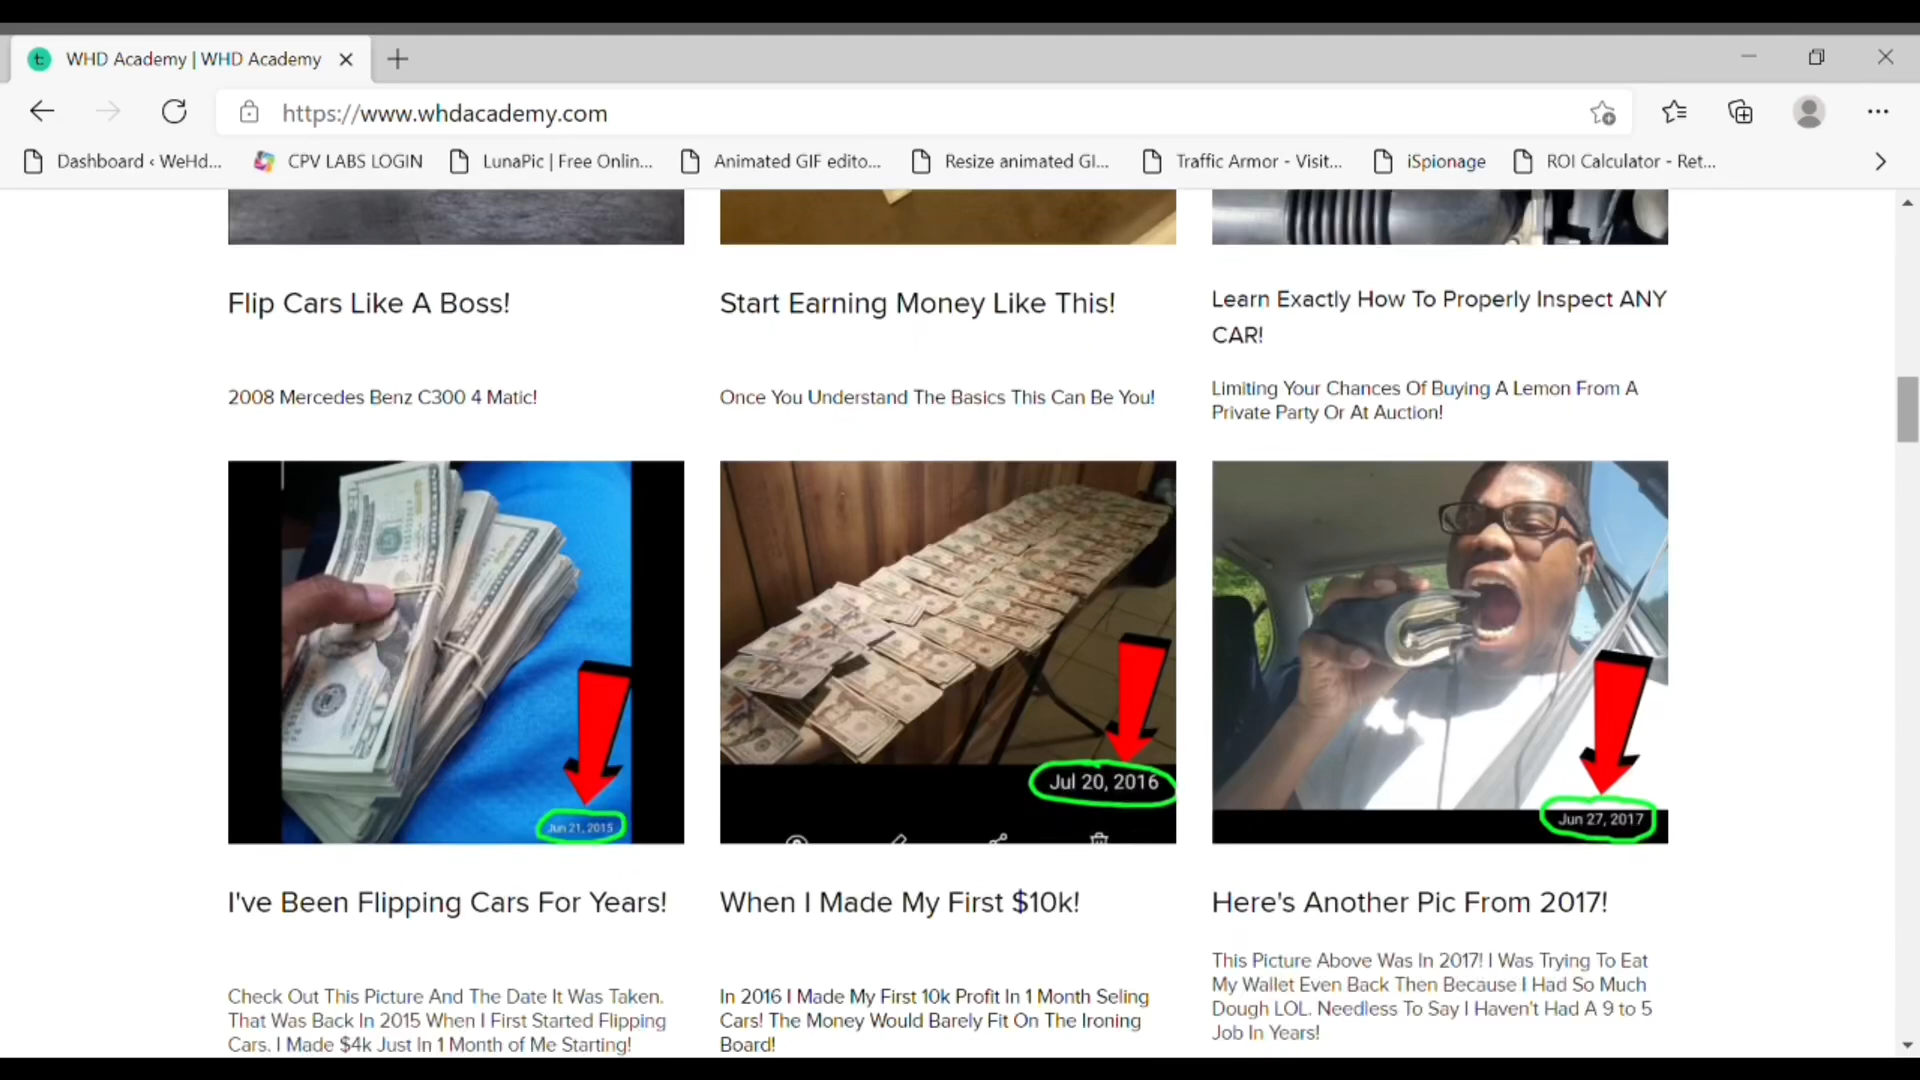 WHD Academy | WHD Academy
https://www.whdacademy.com
Dashboard ‹ WeHd... CPV LABS LOGIN LunaPic | Free Onlin... Animated GIF edito... Resize animated GI... Traffic Armor - Visit... iSpionage ROI Calculator - Ret...
Flip Cars Like A Boss!
2008 Mercedes Benz C300 4 Matic!
Start Earning Money Like This!
Once You Understand The Basics This Can Be You!
Learn Exactly How To Properly Inspect ANY
CAR!
Limiting Your Chances Of Buying A Lemon From A
Private Party Or At Auction!
Jun 21, 2015
I've Been Flipping Cars For Years!
Check Out This Picture And The Date It Was Taken.
That Was Back In 2015 When I First Started Flipping
Cars. I Made $4k Just In 1 Month of Me Starting!
Jul 20, 2016
When I Made My First $10k!
In 2016 I Made My First 10k Profit In 1 Month Seling
Cars! The Money Would Barely Fit On The Ironing
Board!
Jun 27, 2017
Here's Another Pic From 2017!
This Picture Above Was In 2017! I Was Trying To Eat
My Wallet Even Back Then Because I Had So Much
Dough LOL. Needless To Say I Haven't Had A 9 to 5
Job In Years!